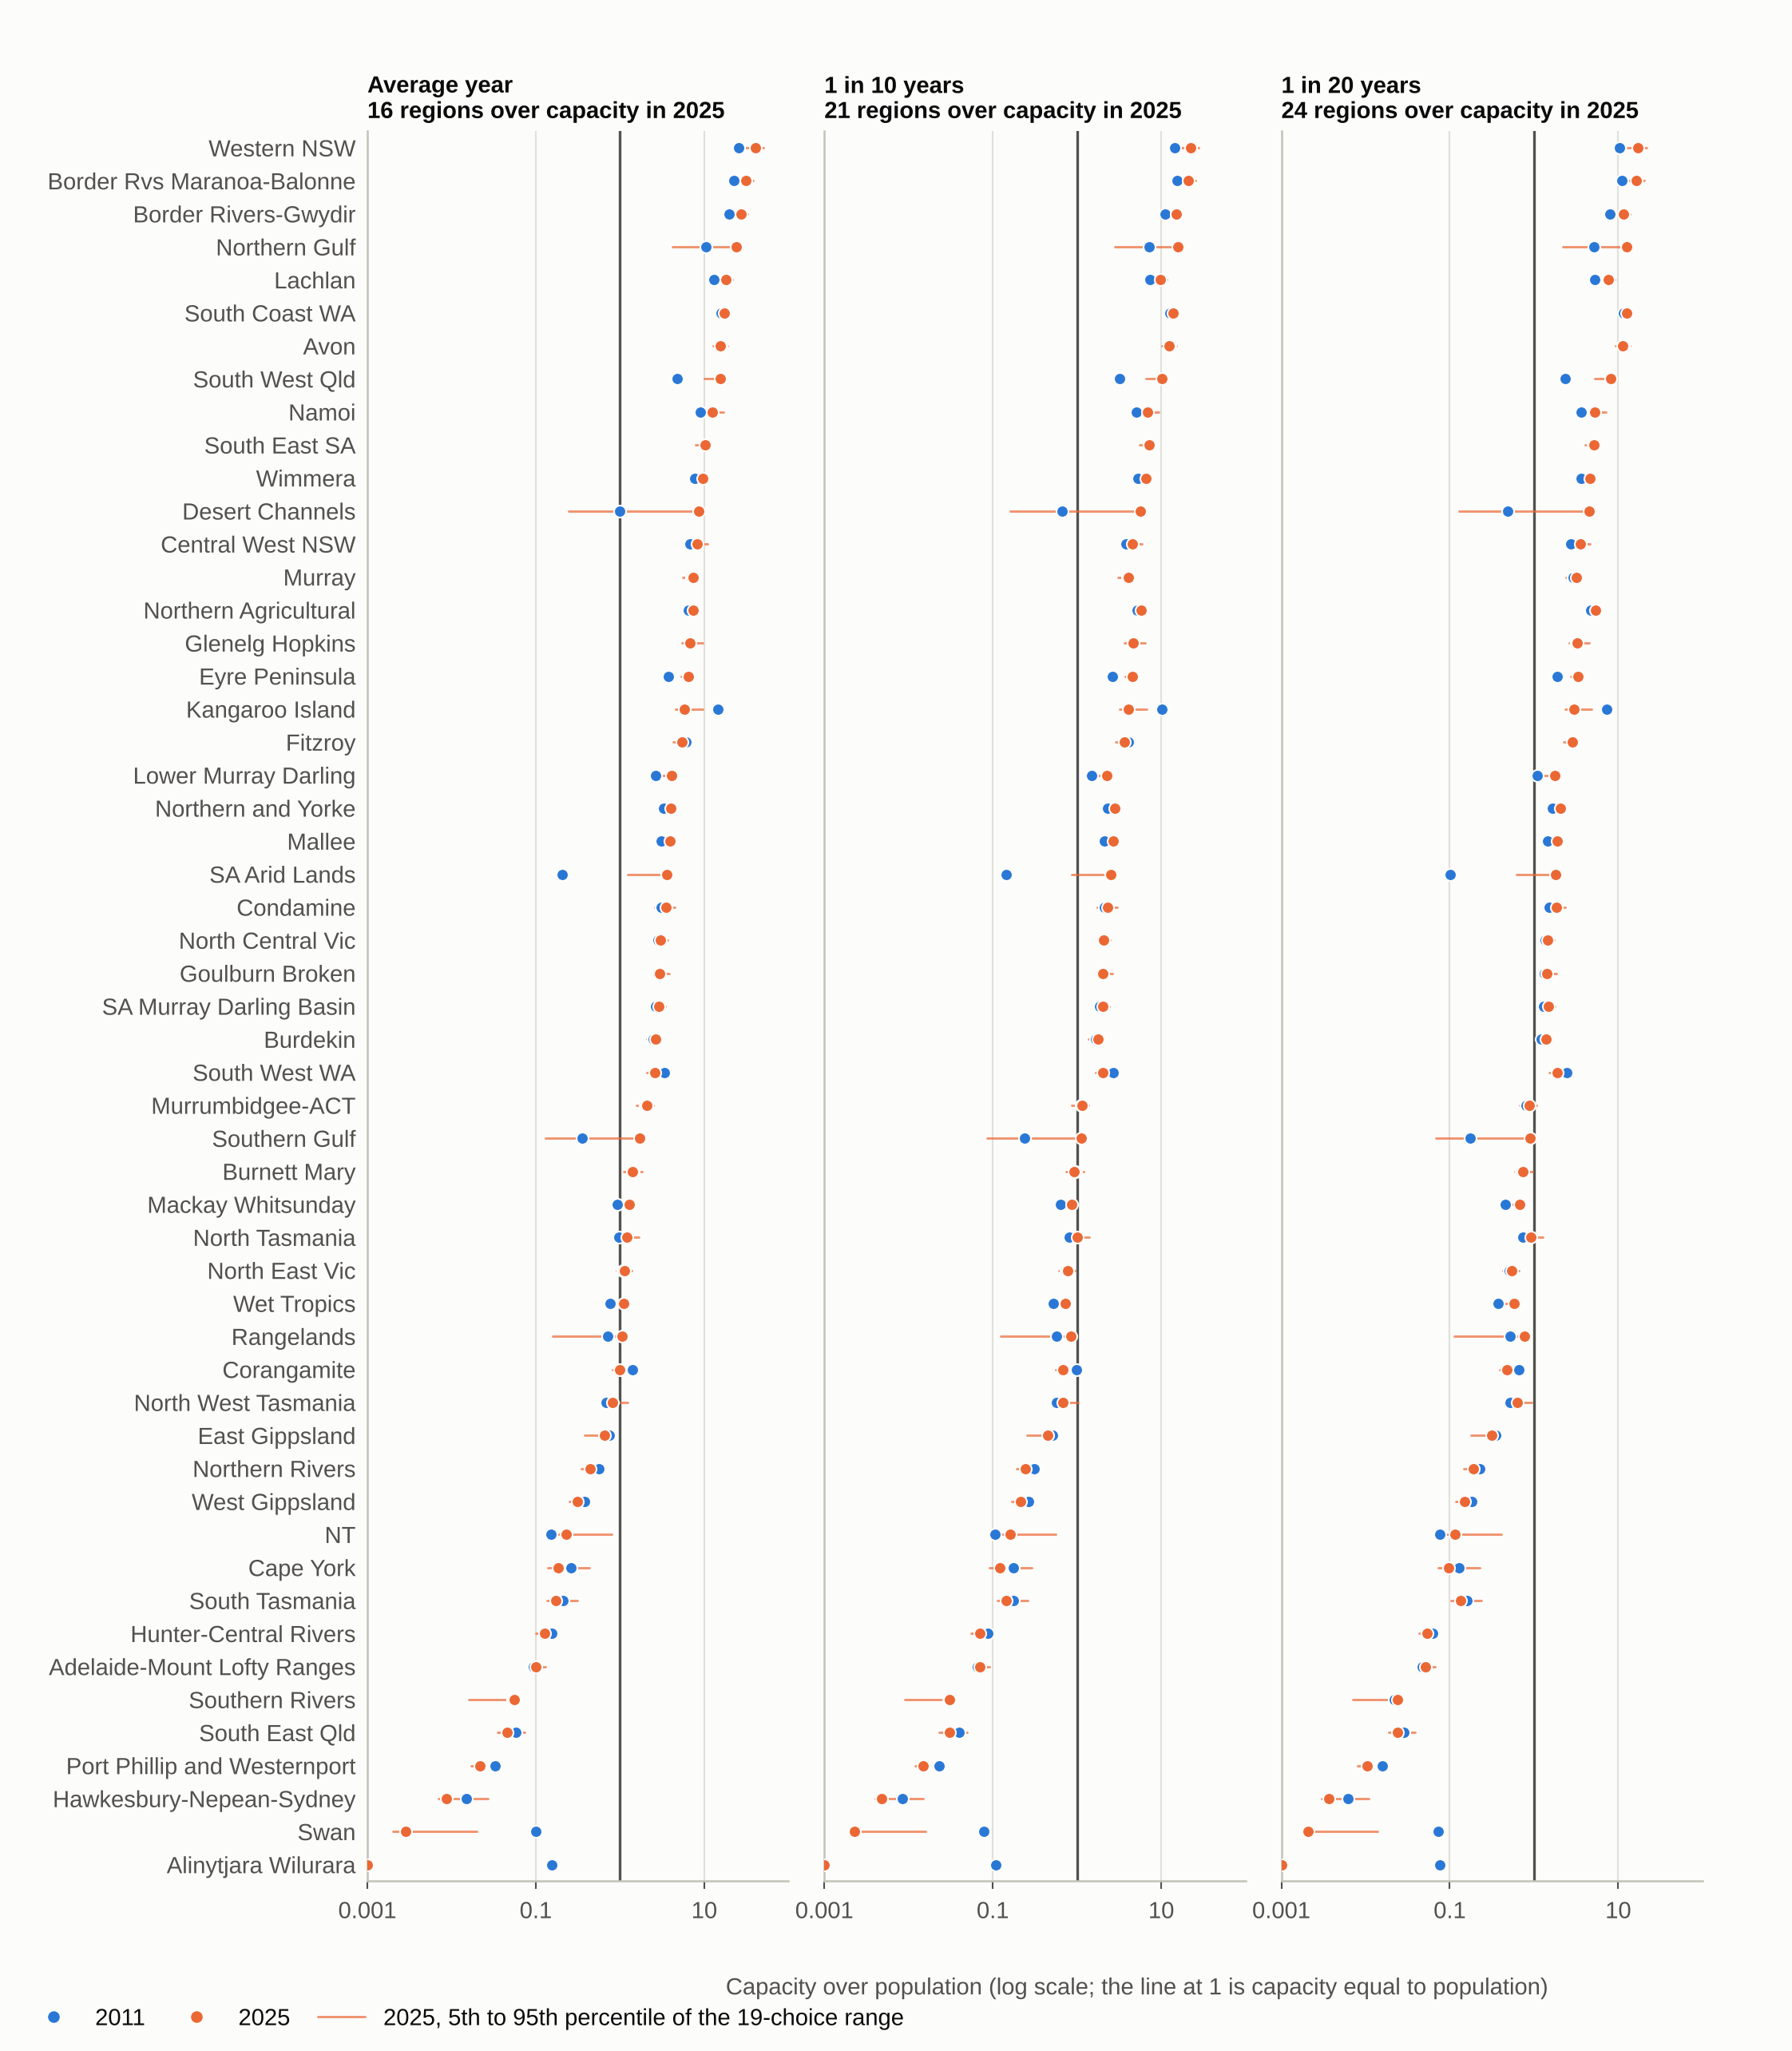 Average year
16 regions over capacity in 2025
1 in 10 years
21 regions over capacity in 2025
1 in 20 years
24 regions over capacity in 2025
Western NSW
Border Rvs Maranoa-Balonne
Border Rivers-Gwydir
Northern Gulf
Lachlan
South Coast WA
Avon
South West Qld
Namoi
South East SA
Wimmera
Desert Channels
Central West NSW
Murray
Northern Agricultural
Glenelg Hopkins
Eyre Peninsula
Kangaroo Island
Fitzroy
Lower Murray Darling
Northern and Yorke
Mallee
SA Arid Lands
Condamine
North Central Vic
Goulburn Broken
SA Murray Darling Basin
Burdekin
South West WA
Murrumbidgee-ACT
Southern Gulf
Burnett Mary
Mackay Whitsunday
North Tasmania
North East Vic
Wet Tropics
Rangelands
Corangamite
North West Tasmania
East Gippsland
Northern Rivers
West Gippsland
NT
Cape York
South Tasmania
Hunter-Central Rivers
Adelaide-Mount Lofty Ranges
Southern Rivers
South East Qld
Port Phillip and Westernport
Hawkesbury-Nepean-Sydney
Swan
Alinytjara Wilurara
0.001 0.1 10 0.001 0.1 10 0.001 0.1 10
Capacity over population (log scale; the line at 1 is capacity equal to population)
2011 2025 2025, 5th to 95th percentile of the 19-choice range